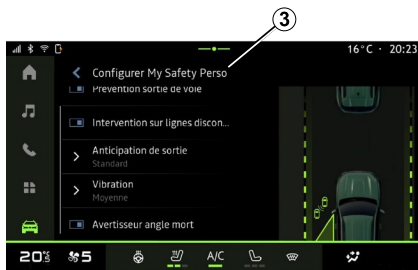 3
16°C · 20:23
Configurer My Safety Perso
Prévention sortie de voie
Intervention sur lignes discon...
Anticipation de sortie
Standard
Vibration
Moyenne
Avertisseur angle mort
20%
5
A/C